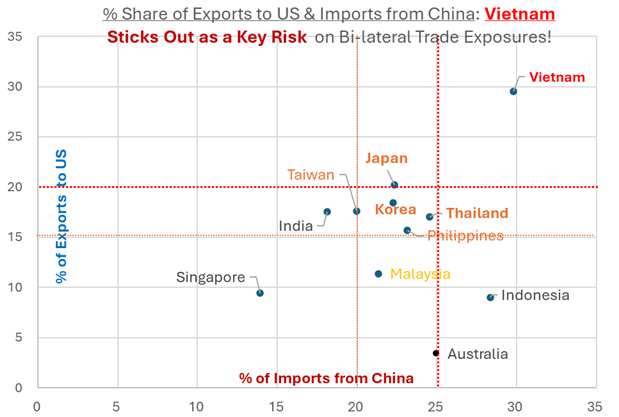 % Share of Exports to US & Imports from China: Vietnam
Sticks Out as a Key Risk on Bi-lateral Trade Exposures!
35
30
25
20
15
10
5
0
% of Exports to US
Vietnam
Japan
Taiwan
Korea
Thailand
India
Philippines
Malaysia
Singapore
Indonesia
Australia
% of Imports from China
0 5 10 15 20 25 30 35